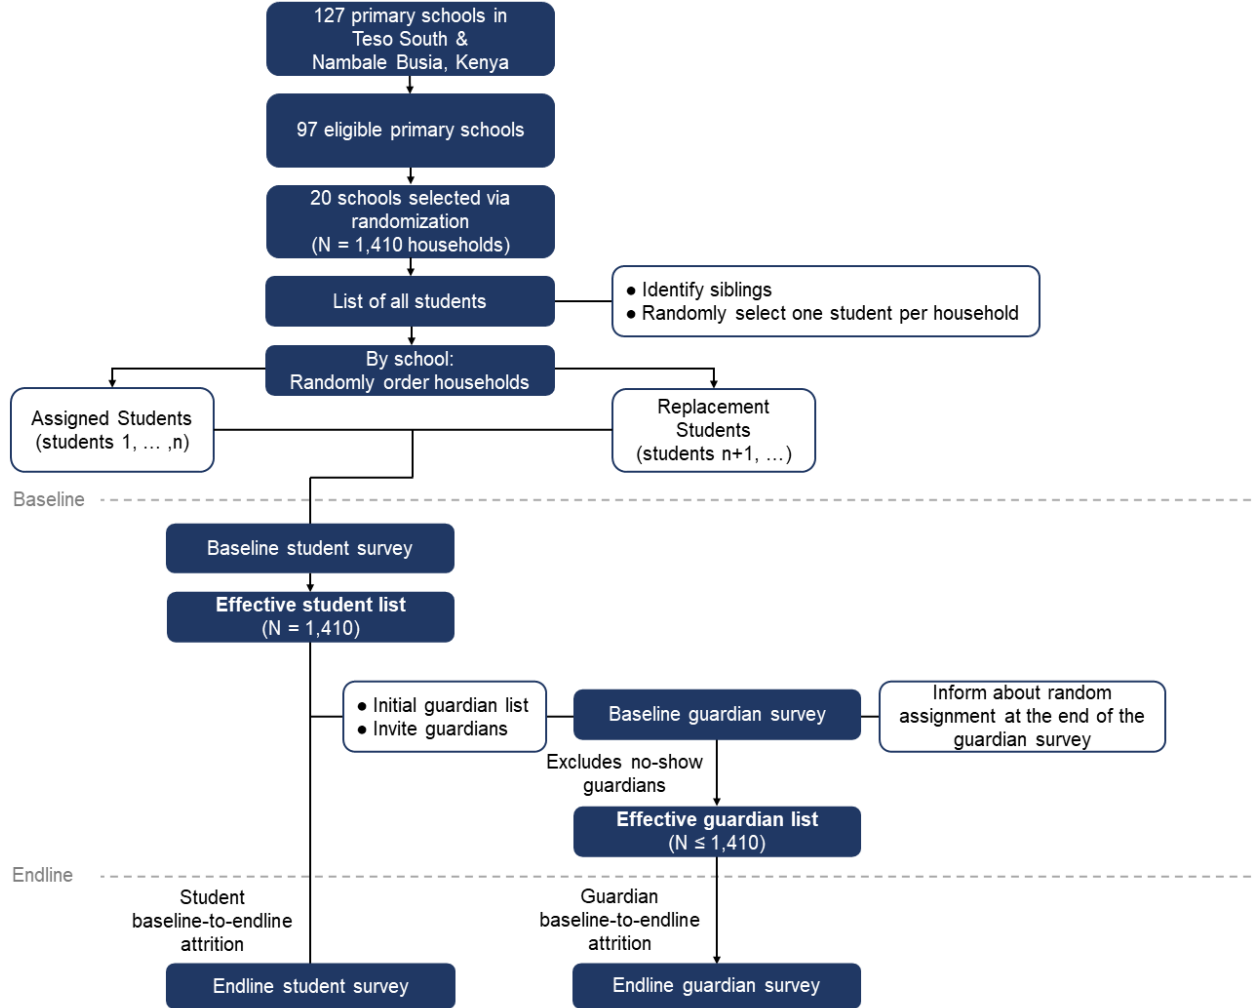 127 primary schools in
Teso South &
Nambale Busia, Kenya
97 eligible primary schools
20 schools selected via
randomization
(N = 1,410 households)
List of all students
● Identify siblings
● Randomly select one student per household
By school:
Randomly order households
Assigned Students
(students 1, … ,n)
Replacement
Students
(students n+1, …)
Baseline
Baseline student survey
Effective student list
(N = 1,410)
● Initial guardian list
● Invite guardians
Baseline guardian survey
Inform about random
assignment at the end of the
guardian survey
Excludes no-show
guardians
Effective guardian list
(N ≤ 1,410)
Endline
Student
baseline-to-endline
attrition
Guardian
baseline-to-endline
attrition
Endline student survey
Endline guardian survey